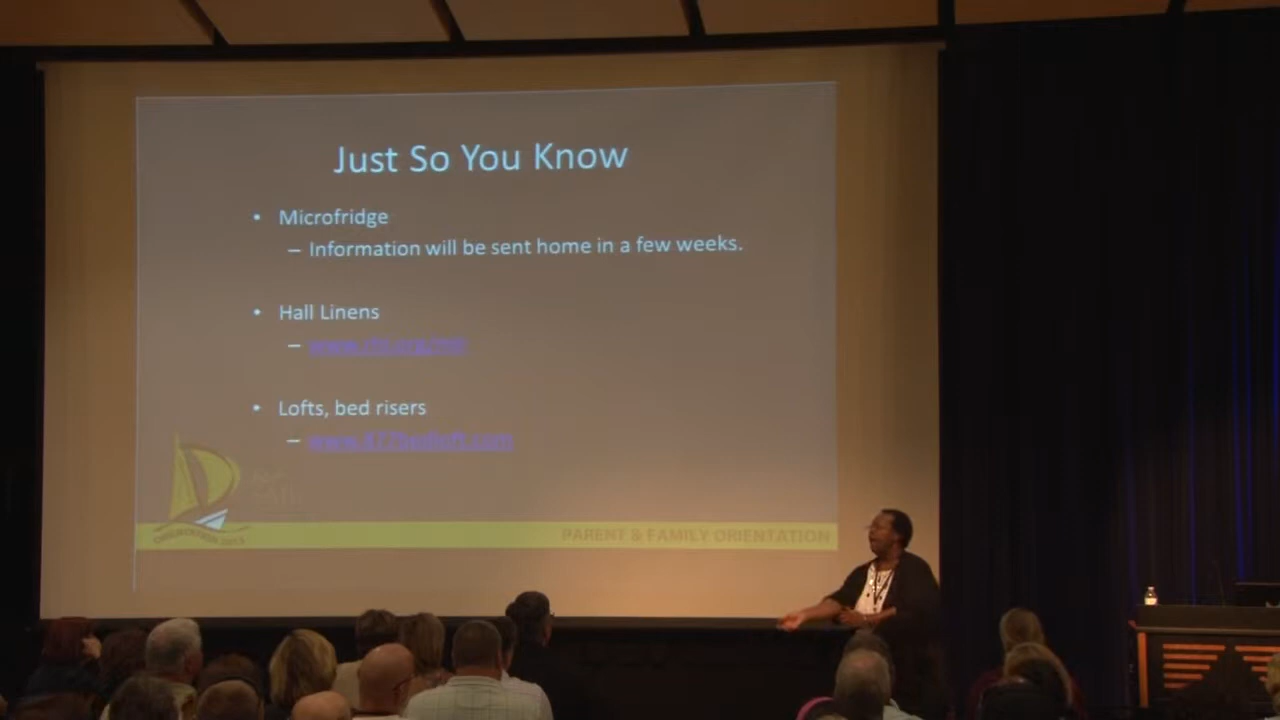 Just So You Know
• Microfridge
– Information will be sent home in a few weeks.
• Hall Linens
–
• Lofts, bed risers
–
PARENT & FAMILY ORIENTATION